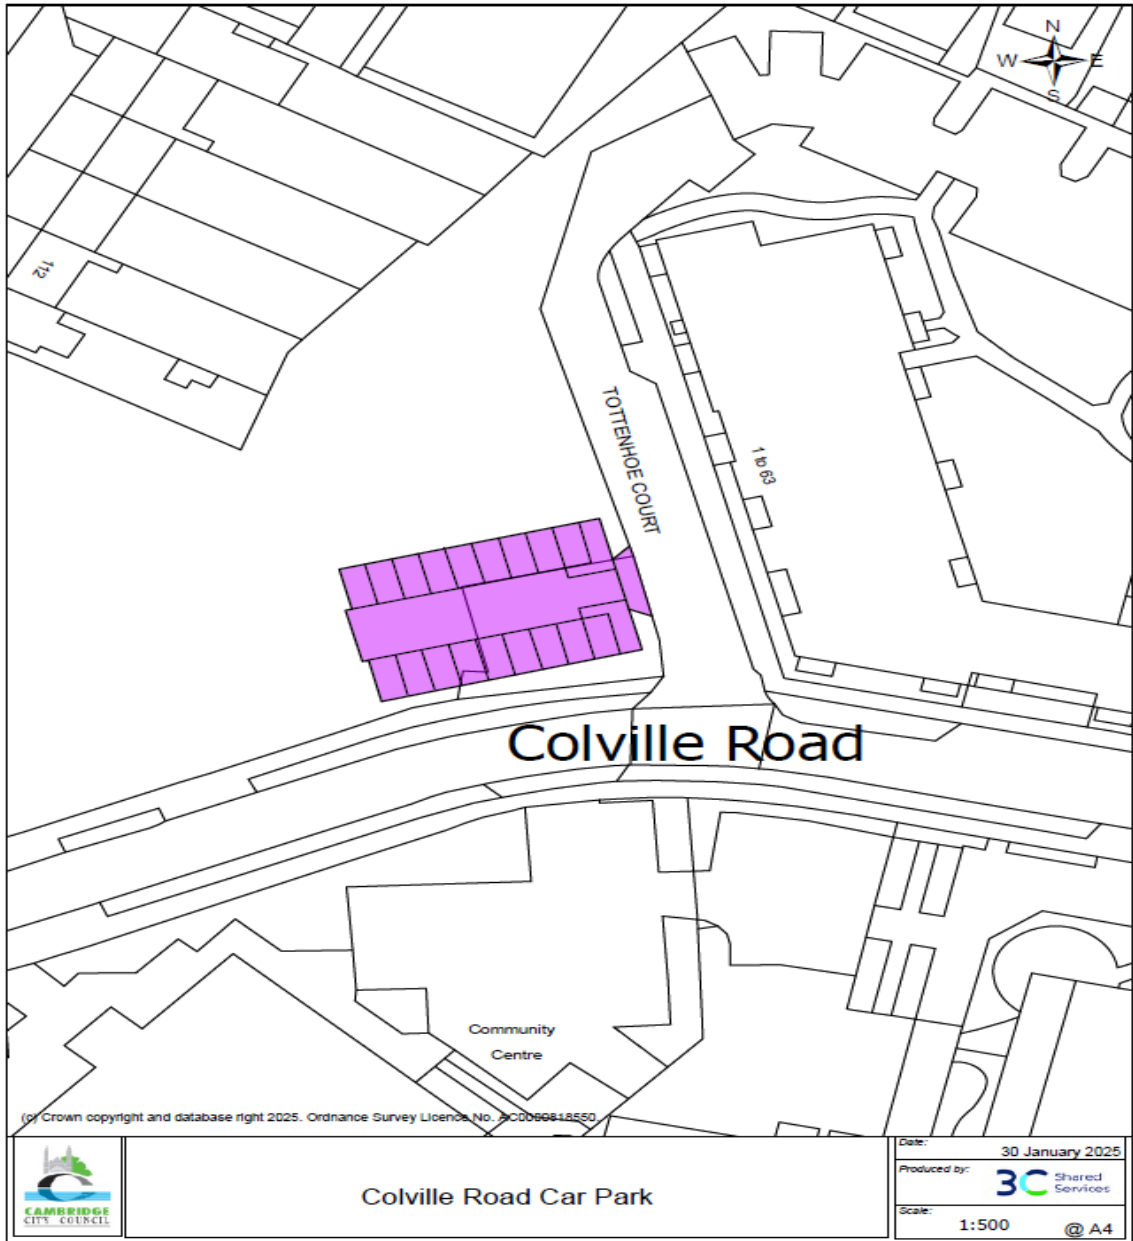 N
W E
S
112
TOTTENHOE COURT
1 to 63
Colville Road
Community
Centre
(c) Crown copyright and database right 2025. Ordnance Survey Licence No. AC0000818550.
CAMBRIDGE
CITY COUNCIL
Colville Road Car Park
Date:
30 January 2025
Produced by:
3C Shared
Services
Scale:
1:500 @ A4